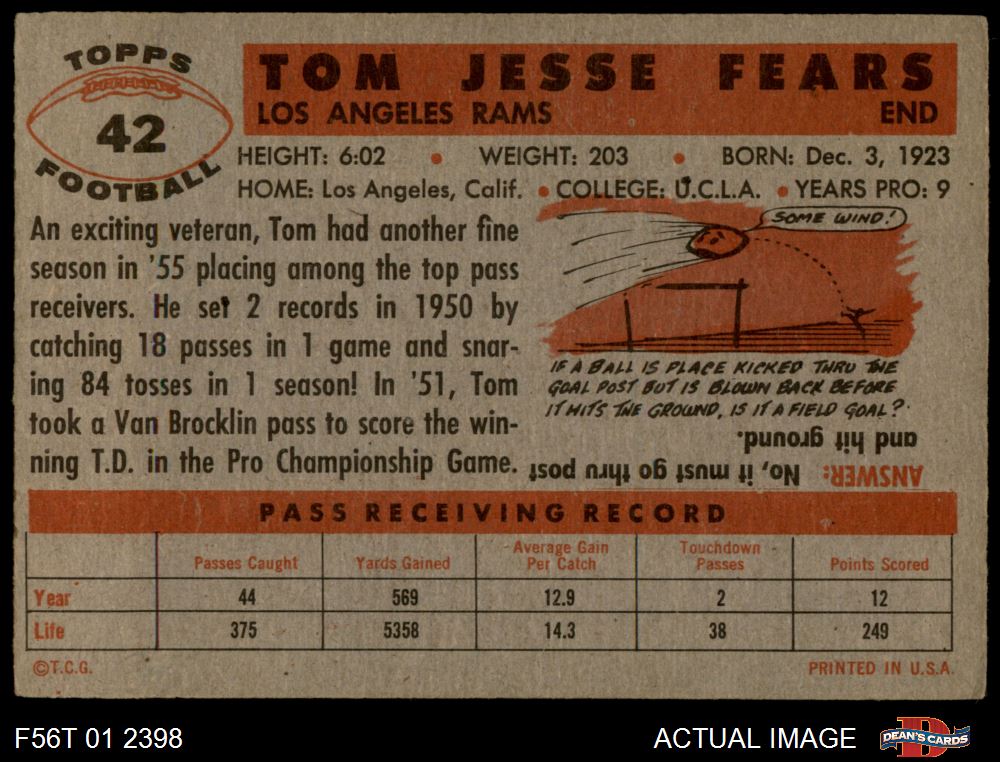 TOPPS
42
FOOTBALL
TOM JESSE FEARS
LOS ANGELES RAMS END
HEIGHT: 6:02 • WEIGHT: 203 • BORN: Dec. 3, 1923
HOME: Los Angeles, Calif. • COLLEGE: U.C.L.A. • YEARS PRO: 9
An exciting veteran, Tom had another fine
season in '55 placing among the top pass
receivers. He set 2 records in 1950 by
catching 18 passes in 1 game and snar-
ing 84 tosses in 1 season! In '51, Tom
took a Van Brocklin pass to score the win-
ning T.D. in the Pro Championship Game.
SOME WIND!
IF A BALL IS PLACE KICKED THRU THE
GOAL POST BUT IS BLOWN BACK BEFORE
IT HITS THE GROUND, IS IT A FIELD GOAL?
ANSWER: No, it must go thru post
and hit ground.
PASS RECEIVING RECORD
Passes Caught Yards Gained Average Gain Per Catch Touchdown Passes Points Scored
Year 44 569 12.9 2 12
Life 375 5358 14.3 38 249
©T.C.G. PRINTED IN U.S.A.
F56T 01 2398 ACTUAL IMAGE D DEAN'S CARDS